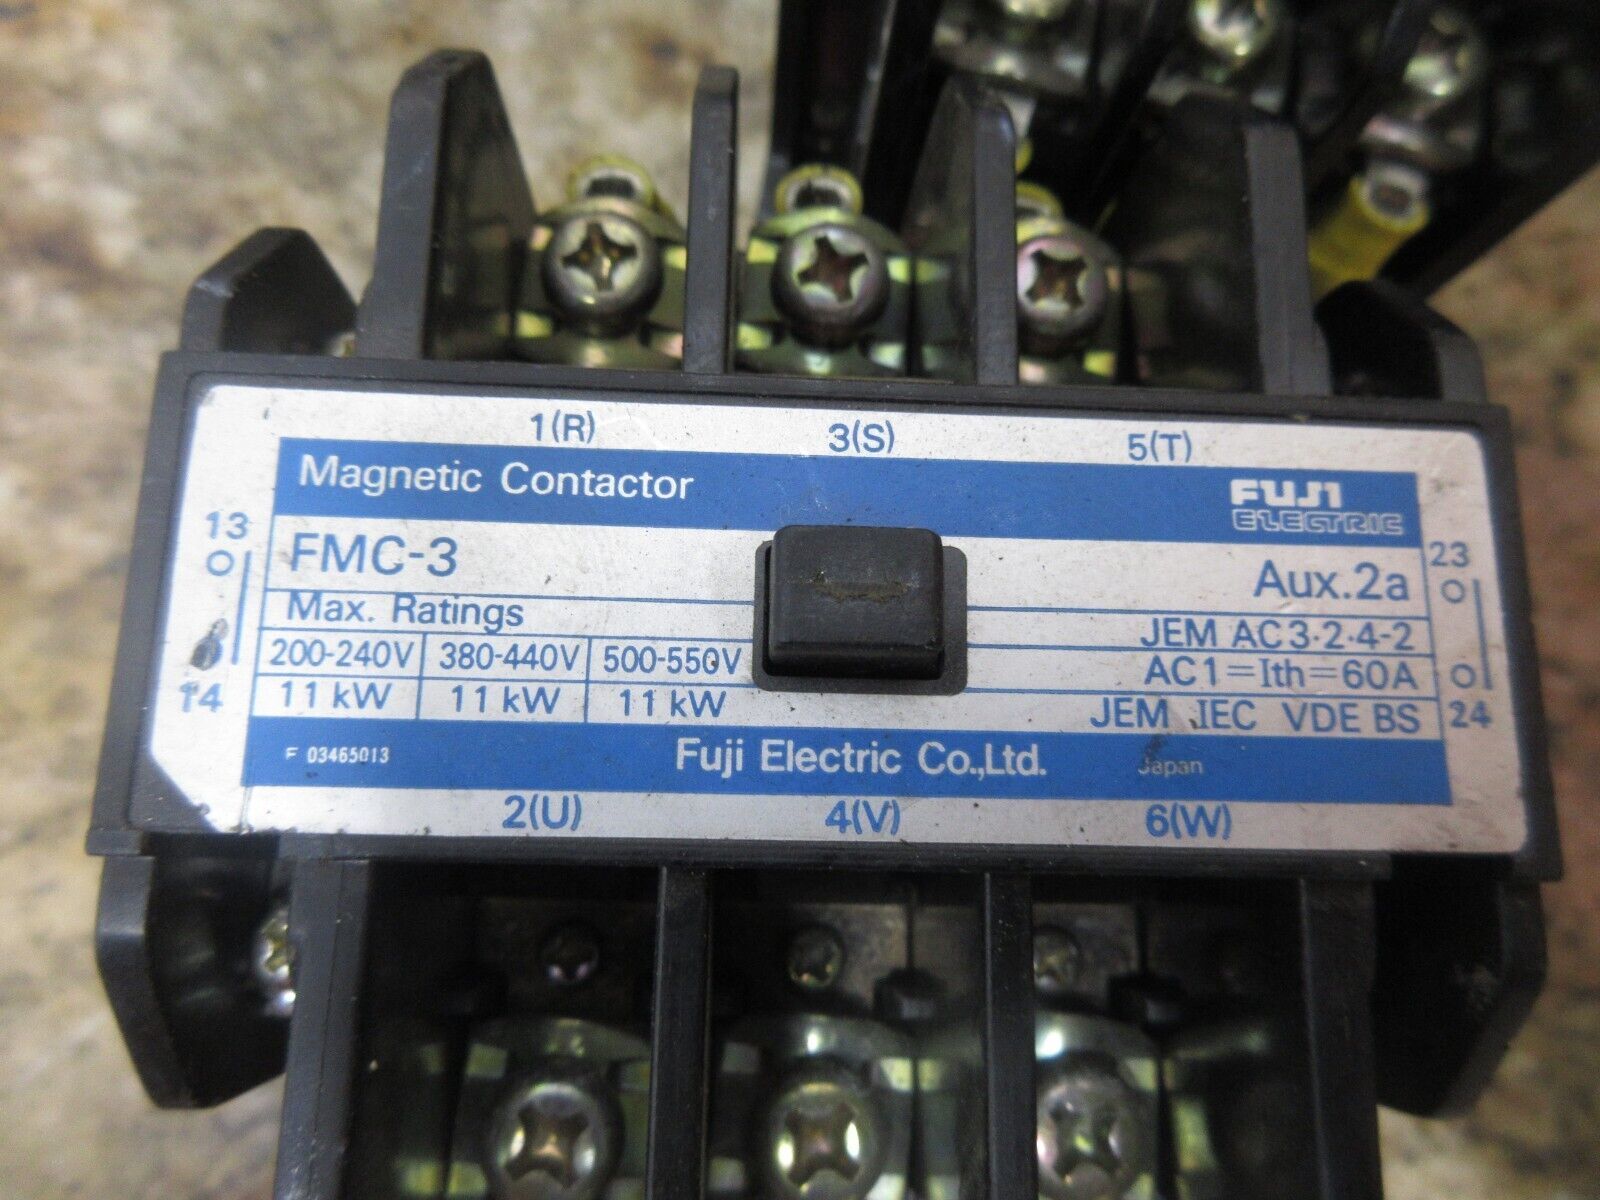 1(R) 3(S) 5(T)
Magnetic Contactor
FUJI
ELECTRIC
13
FMC-3
Aux.2a
23
Max. Ratings
JEM AC3·2·4-2
200-240V 380-440V 500-550V
AC1=Ith=60A
14
11 kW 11 kW 11 kW
JEM IEC VDE BS
24
F 03465013
Fuji Electric Co.,Ltd.
Japan
2(U) 4(V) 6(W)